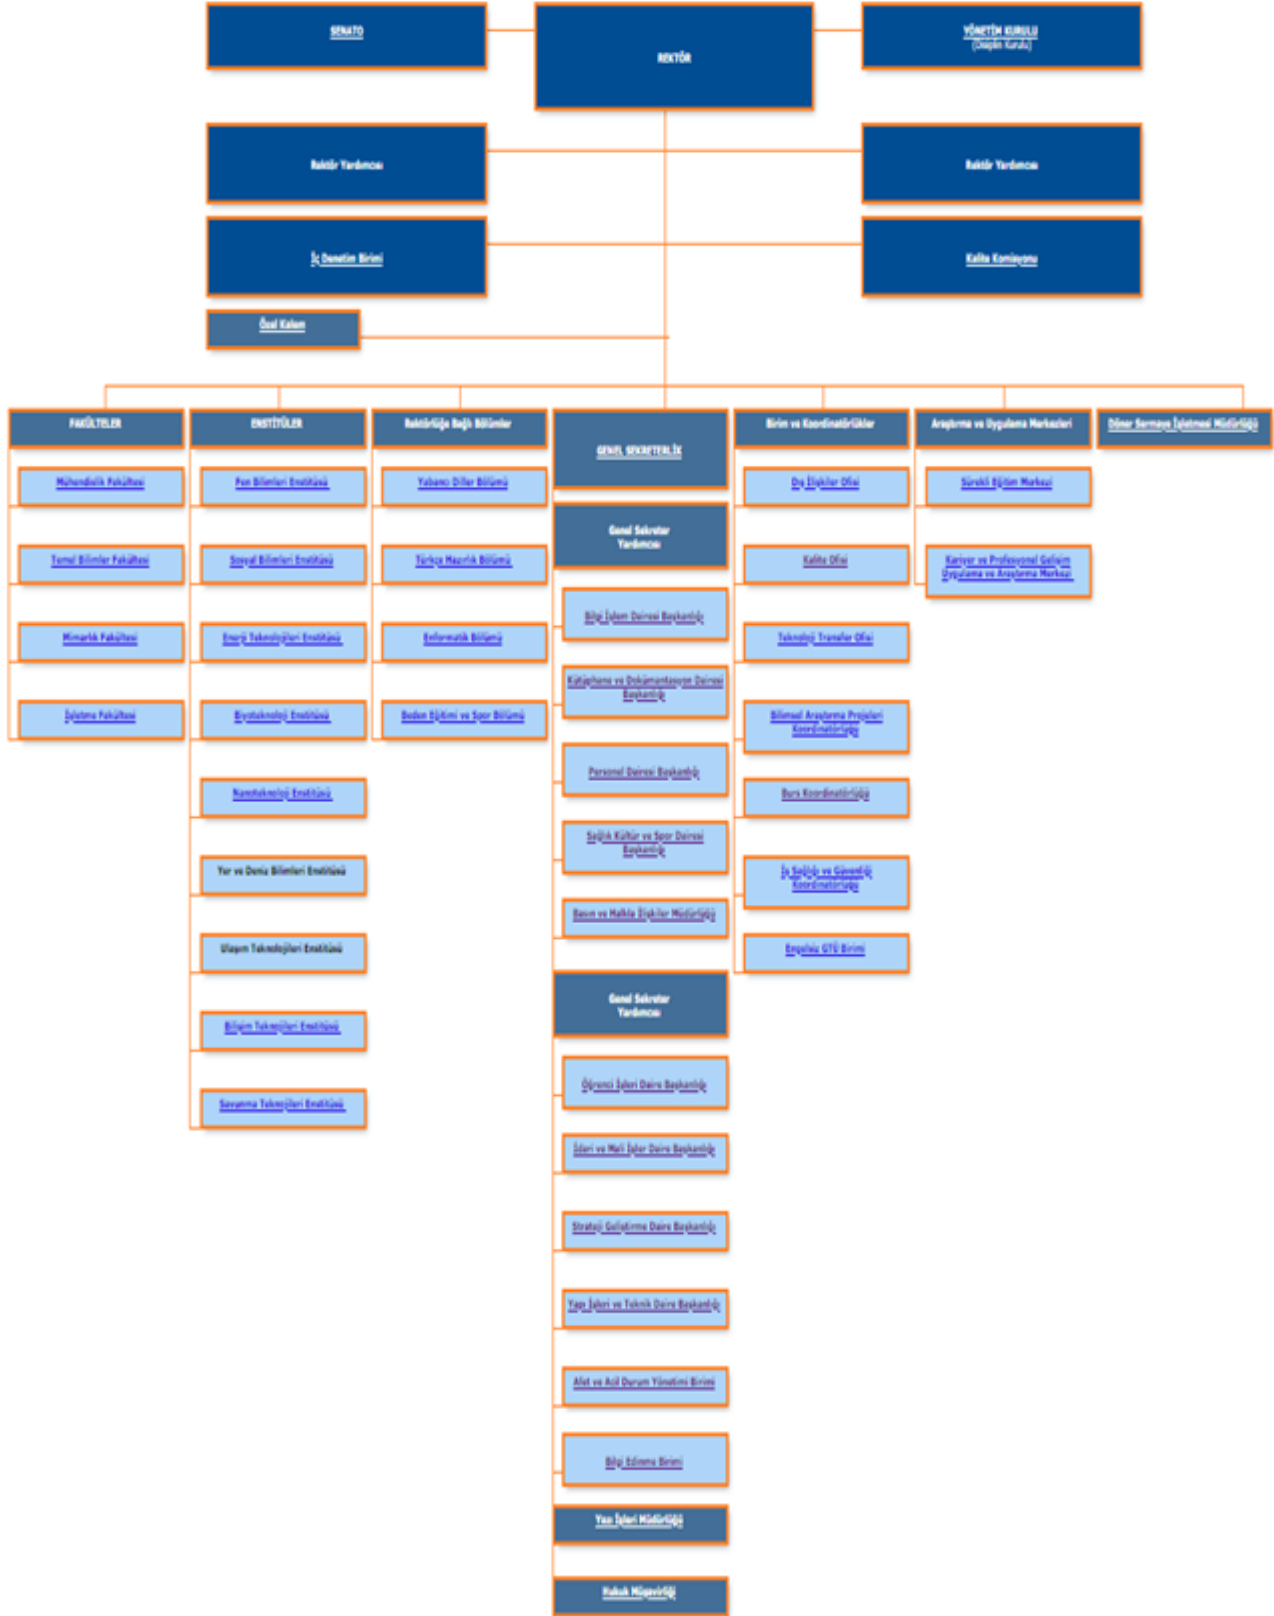 SENATO
REKTÖR
YÖNETİM KURULU
(Disiplin Kurulu)
Rektör Yardımcısı
Rektör Yardımcısı
İç Denetim Birimi
Kalite Komisyonu
Özel Kalem
FAKÜLTELER
ENSTİTÜLER
Rektörlüğe Bağlı Bölümler
GENEL SEKRETERLİK
Birim ve Koordinatörlükler
Araştırma ve Uygulama Merkezleri
Döner Sermaye İşletmesi Müdürlüğü
Mühendislik Fakültesi
Temel Bilimler Fakültesi
Mimarlık Fakültesi
İşletme Fakültesi
Fen Bilimleri Enstitüsü
Sosyal Bilimleri Enstitüsü
Enerji Teknolojileri Enstitüsü
Biyoteknoloji Enstitüsü
Nanoteknoloji Enstitüsü
Yer ve Deniz Bilimleri Enstitüsü
Ulaşım Teknolojileri Enstitüsü
Bilişim Teknojileri Enstitüsü
Savunma Teknojileri Enstitüsü
Yabancı Diller Bölümü
Türkçe Hazırlık Bölümü
Enformatik Bölümü
Beden Eğitimi ve Spor Bölümü
Genel Sekreter
Yardımcısı
Bilgi İşlem Dairesi Başkanlığı
Kütüphane ve Dokümantasyon Dairesi
Başkanlığı
Personel Dairesi Başkanlığı
Sağlık Kültür ve Spor Dairesi
Başkanlığı
Basın ve Halkla İlişkiler Müdürlüğü
Genel Sekreter
Yardımcısı
Öğrenci İşleri Daire Başkanlığı
İdari ve Mali İşler Daire Başkanlığı
Strateji Geliştirme Daire Başkanlığı
Yapı İşleri ve Teknik Daire Başkanlığı
Afet ve Acil Durum Yönetimi Birimi
Bilgi Edinme Birimi
Yazı İşleri Müdürlüğü
Hukuk Müşavirliği
Dış İlişkiler Ofisi
Kalite Ofisi
Teknoloji Transfer Ofisi
Bilimsel Araştırma Projeleri
Koordinatörlüğü
Burs Koordinatörlüğü
İş Sağlığı ve Güvenliği
Koordinatörlüğü
Engelsiz GTÜ Birimi
Sürekli Eğitim Merkezi
Kariyer ve Profesyonel Gelişim
Uygulama ve Araştırma Merkezi